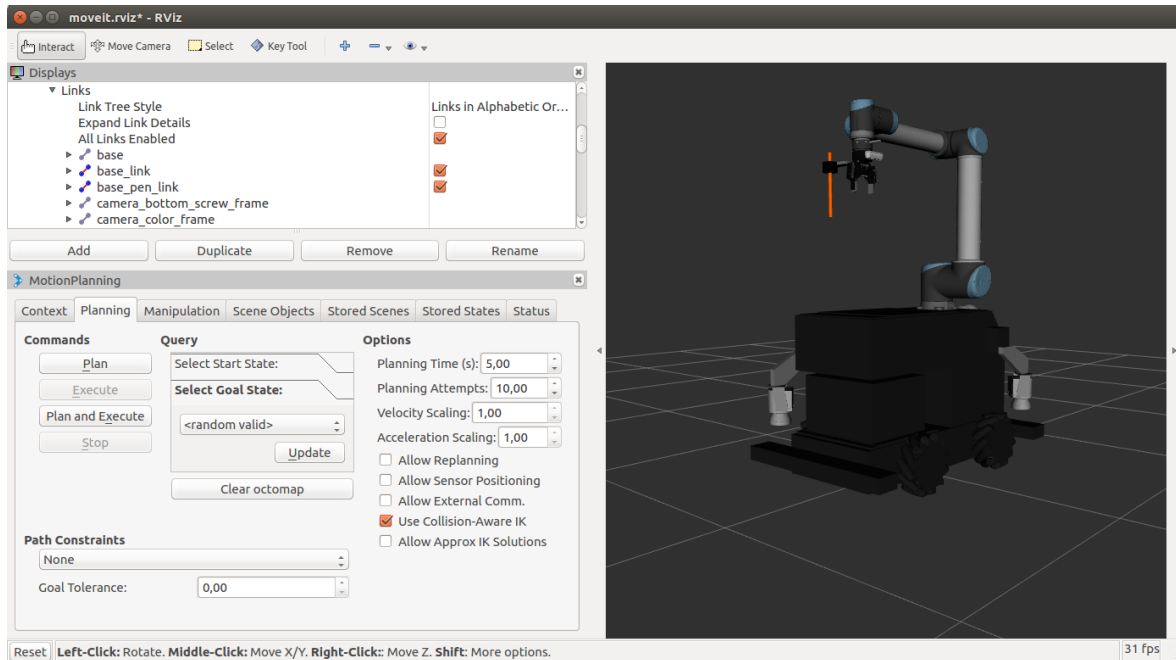 moveit.rviz* - RViz
Interact Move Camera Select Key Tool
Displays
Links
Link Tree Style Links in Alphabetic Or...
Expand Link Details
All Links Enabled
base
base_link
base_pen_link
camera_bottom_screw_frame
camera_color_frame
Add Duplicate Remove Rename
MotionPlanning
Context Planning Manipulation Scene Objects Stored Scenes Stored States Status
Commands Query Options
Plan Select Start State: Planning Time (s): 5,00
Execute Select Goal State: Planning Attempts: 10,00
Plan and Execute <random valid> Velocity Scaling: 1,00
Stop Update Acceleration Scaling: 1,00
Allow Replanning
Clear octomap Allow Sensor Positioning
Allow External Comm.
Use Collision-Aware IK
Path Constraints Allow Approx IK Solutions
None
Goal Tolerance: 0,00
Reset Left-Click: Rotate. Middle-Click: Move X/Y. Right-Click:: Move Z. Shift: More options. 31 fps